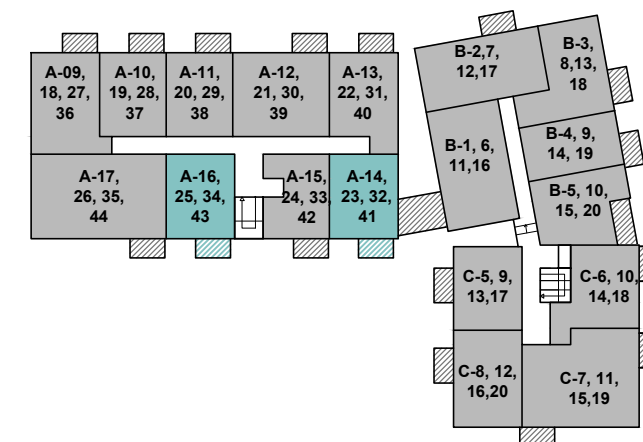 A-09,
18, 27,
36
A-10,
19, 28,
37
A-11,
20, 29,
38
A-12,
21, 30,
39
A-13,
22, 31,
40
A-17,
26, 35,
44
A-16,
25, 34,
43
A-15,
24, 33,
42
A-14,
23, 32,
41
B-2,7,
12,17
B-3,
8,13,
18
B-1, 6,
11,16
B-4, 9,
14, 19
B-5, 10,
15, 20
C-5, 9,
13,17
C-6, 10,
14,18
C-8, 12,
16,20
C-7, 11,
15,19